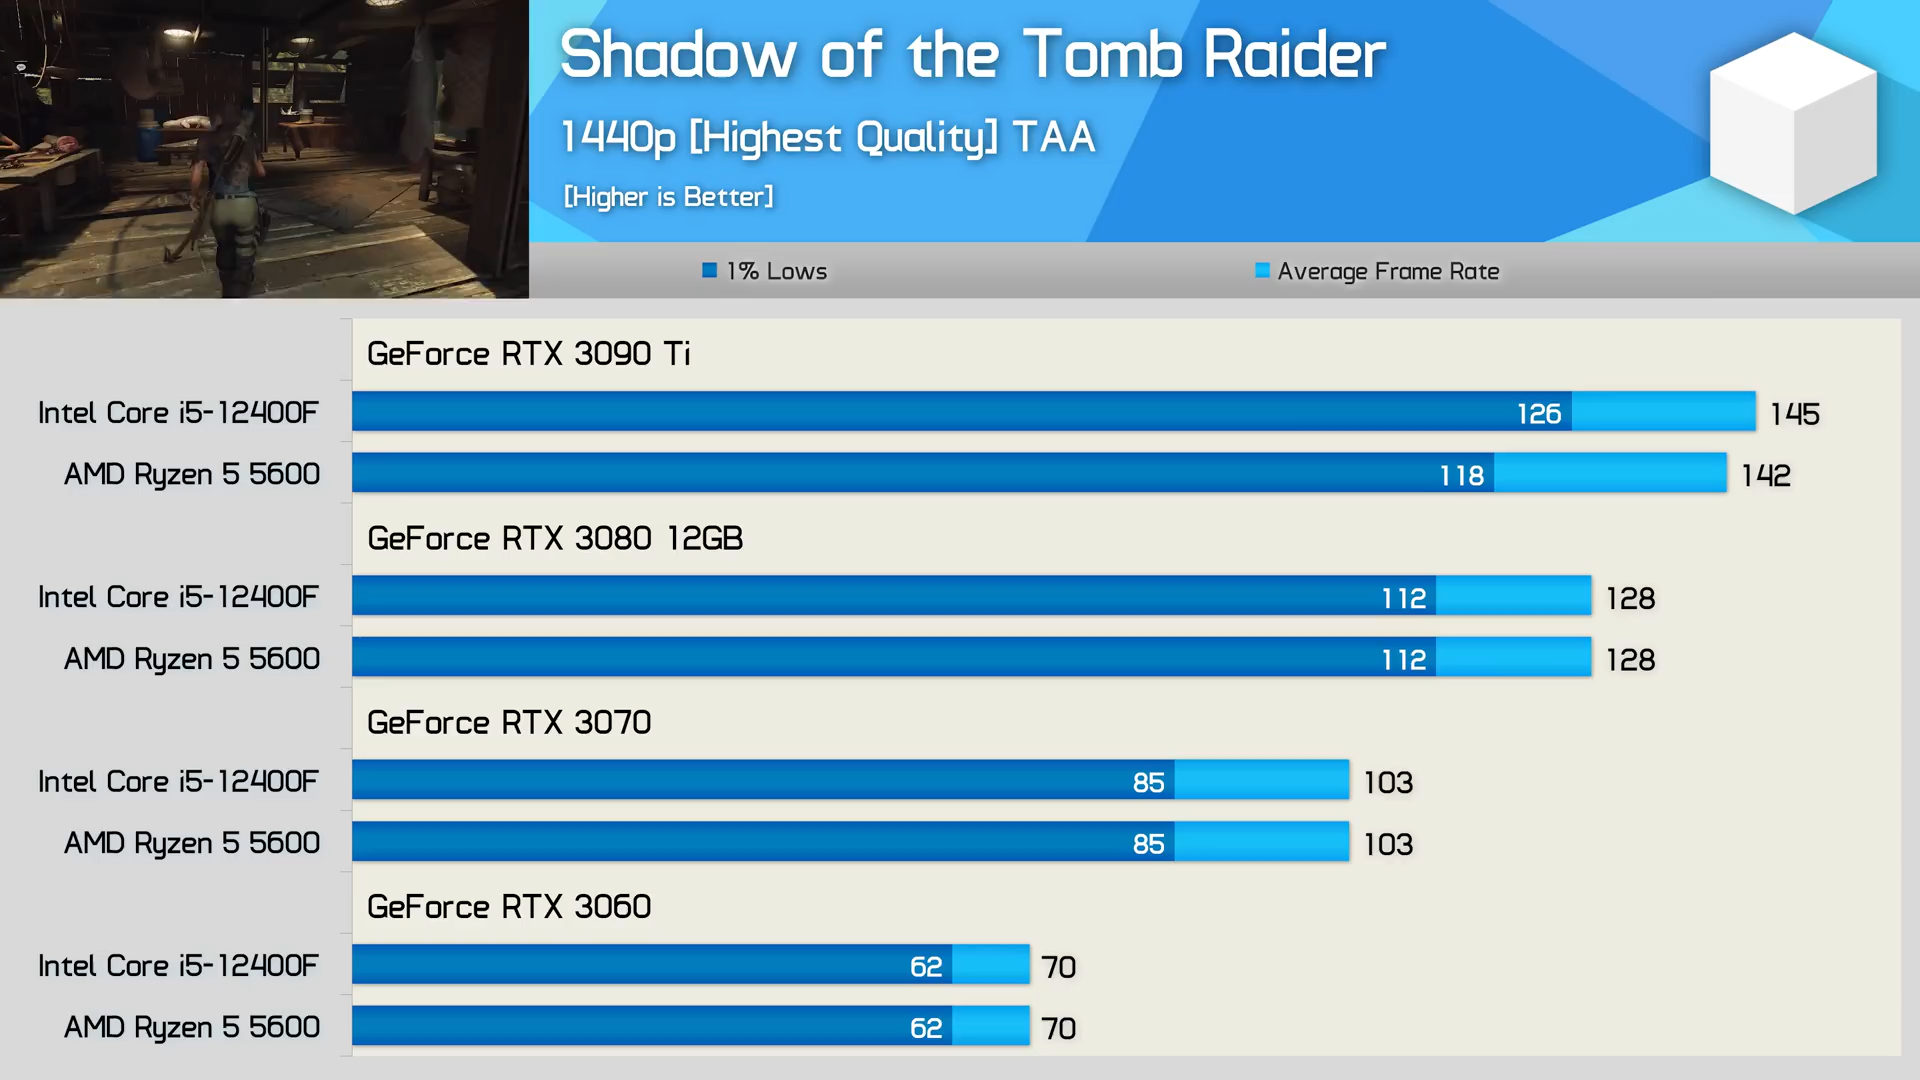 Shadow of the Tomb Raider
1440p [Highest Quality] TAA
[Higher is Better]
1% Lows
Average Frame Rate
GeForce RTX 3090 Ti
Intel Core i5-12400F 126 145
AMD Ryzen 5 5600 118 142
GeForce RTX 3080 12GB
Intel Core i5-12400F 112 128
AMD Ryzen 5 5600 112 128
GeForce RTX 3070
Intel Core i5-12400F 85 103
AMD Ryzen 5 5600 85 103
GeForce RTX 3060
Intel Core i5-12400F 62 70
AMD Ryzen 5 5600 62 70